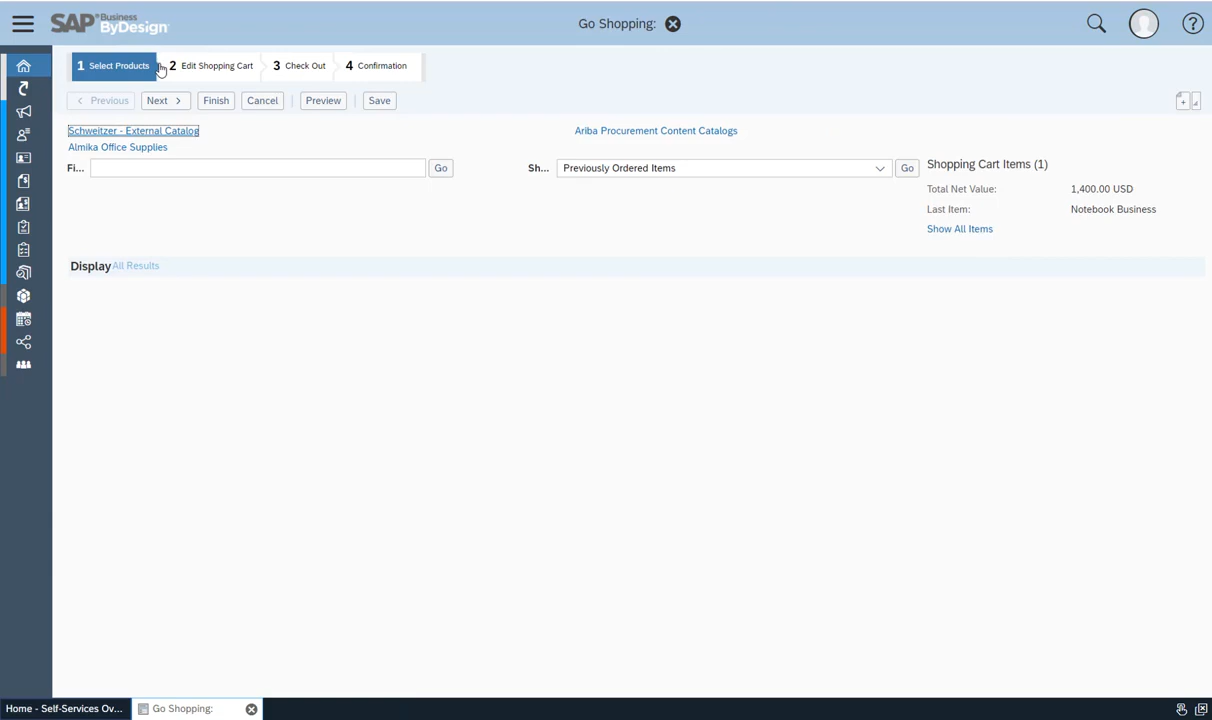 SAP Business ByDesign
Go Shopping:
1 Select Products
2 Edit Shopping Cart
3 Check Out
4 Confirmation
Previous
Next
Finish
Cancel
Preview
Save
Schweitzer - External Catalog
Ariba Procurement Content Catalogs
Almika Office Supplies
Fi...
Go
Sh...
Previously Ordered Items
Go
Shopping Cart Items (1)
Total Net Value: 1,400.00 USD
Last Item: Notebook Business
Show All Items
Display All Results
Home - Self-Services Ov...
Go Shopping: